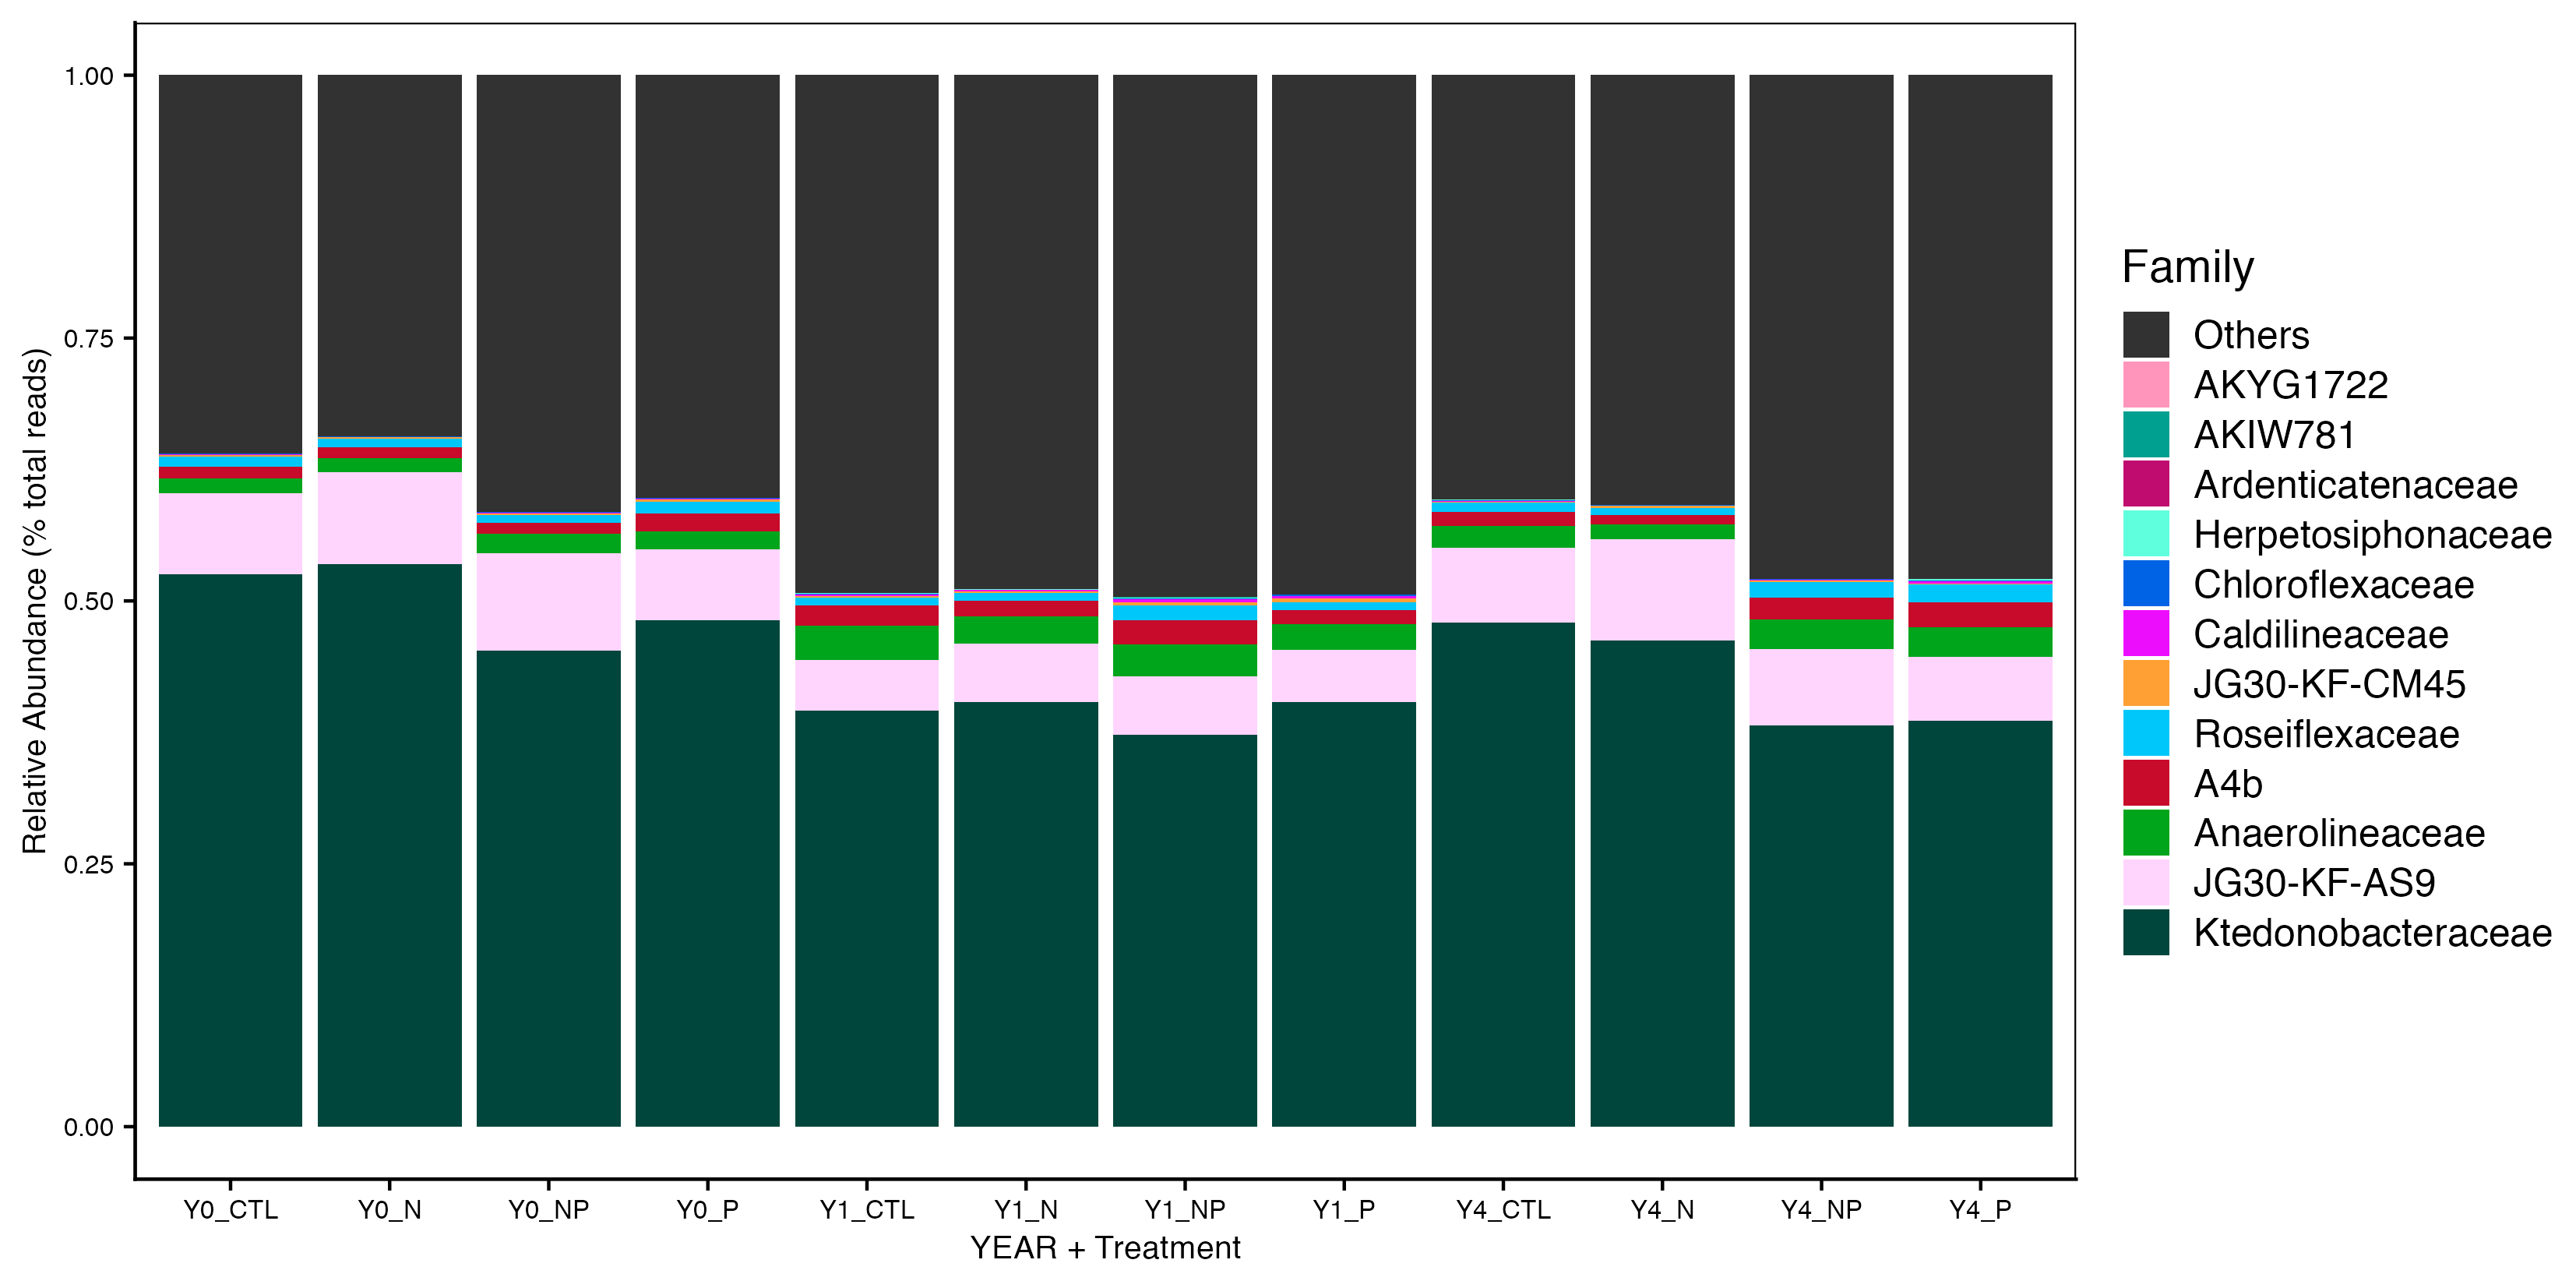 Relative Abundance (% total reads)
1.00
0.75
0.50
0.25
0.00
Y0_CTL
Y0_N
Y0_NP
Y0_P
Y1_CTL
Y1_N
Y1_NP
Y1_P
Y4_CTL
Y4_N
Y4_NP
Y4_P
YEAR + Treatment
Family
Others
AKYG1722
AKIW781
Ardenticatenaceae
Herpetosiphonaceae
Chloroflexaceae
Caldilineaceae
JG30-KF-CM45
Roseiflexaceae
A4b
Anaerolineaceae
JG30-KF-AS9
Ktedonobacteraceae